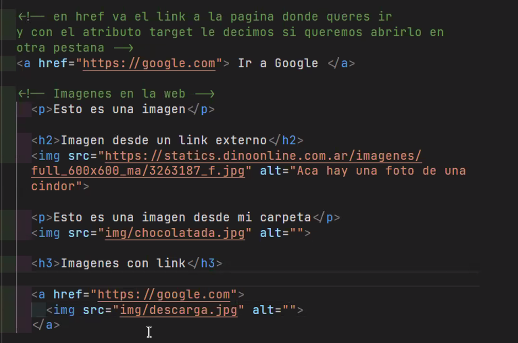 <!-- en href va el link a la pagina donde queres ir
y con el atributo target le decimos si queremos abrirlo en
otra pestana -->
<a href="https://google.com"> Ir a Google </a>
<!-- Imagenes en la web -->
<p>Esto es una imagen</p>
<h2>Imagen desde un link externo</h2>
<img src="https://statics.dinoonline.com.ar/imagenes/
full_600x600_ma/3263187_f.jpg" alt="Aca hay una foto de una
cindor">
<p>Esto es una imagen desde mi carpeta</p>
<img src="img/chocolatada.jpg" alt="">
<h3>Imagenes con link</h3>
<a href="https://google.com">
<img src="img/descarga.jpg" alt="">
</a>